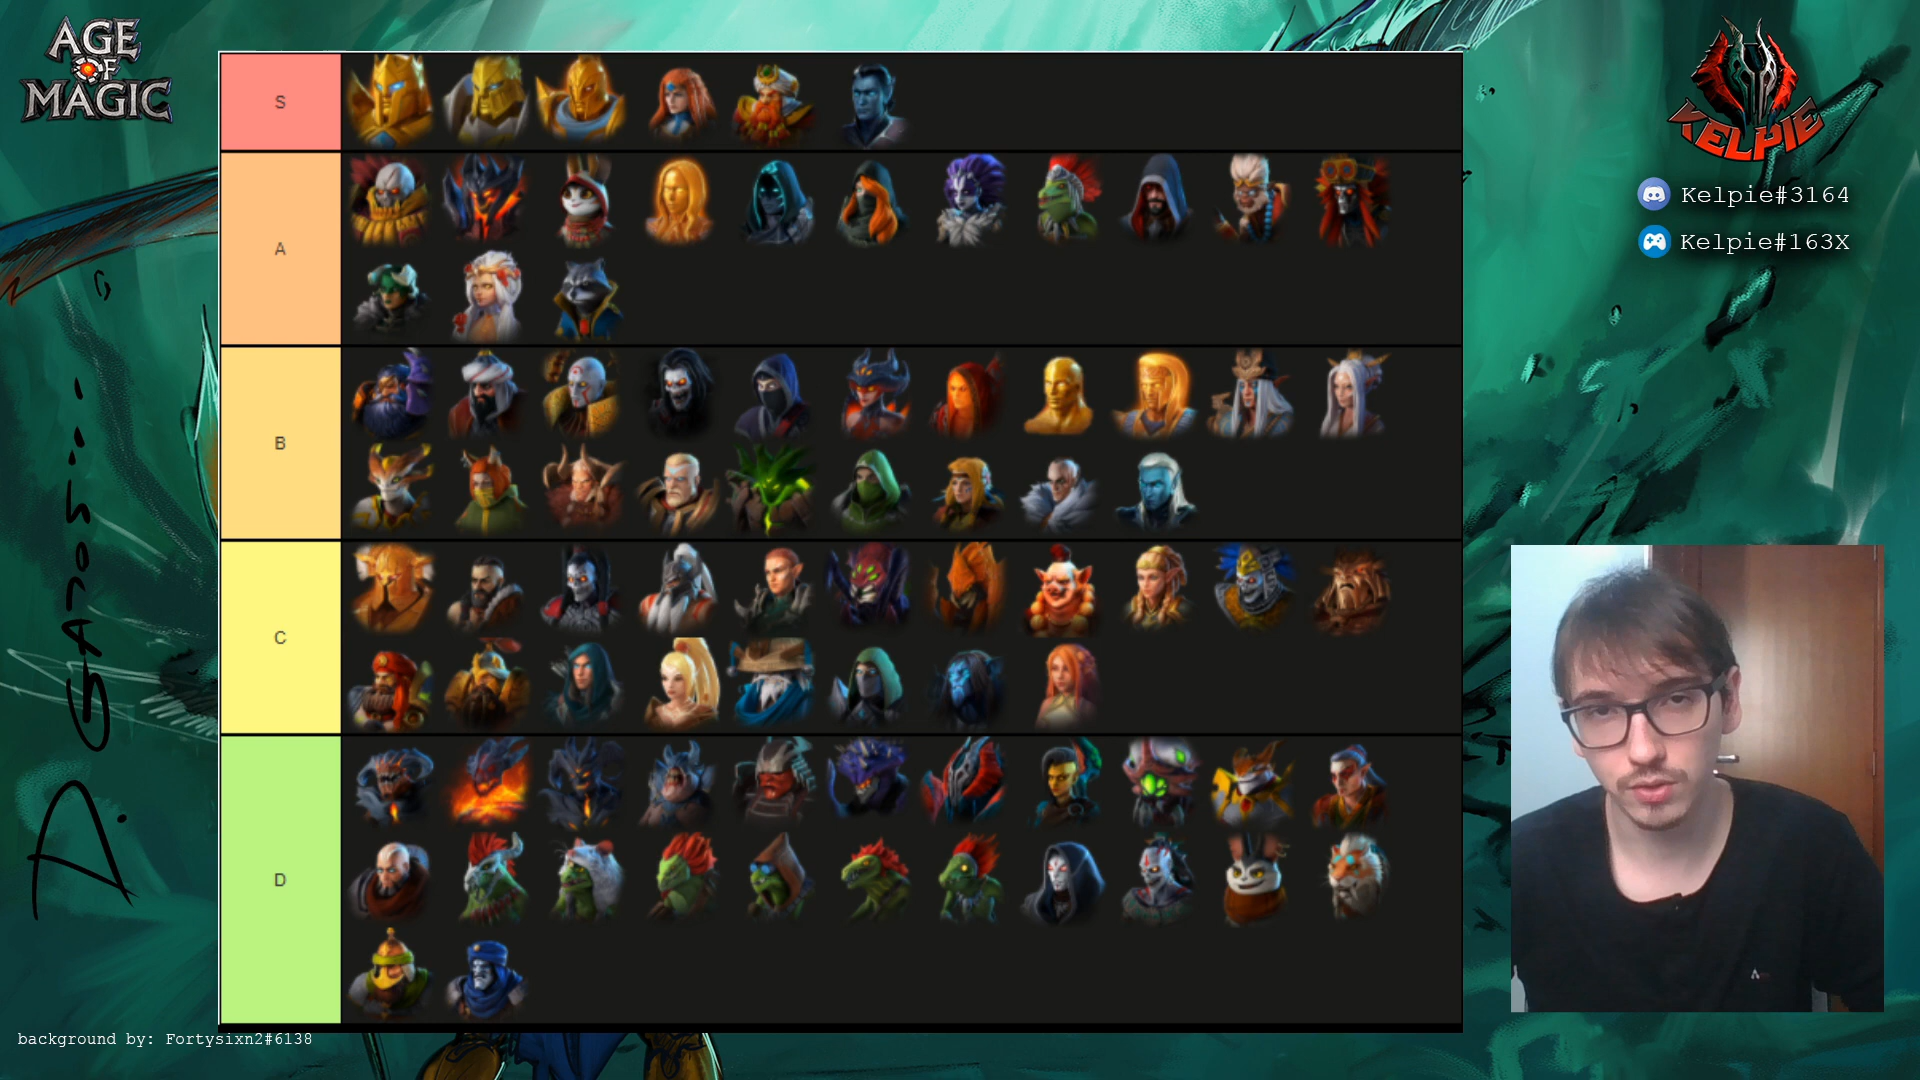 AGE
OF
MAGIC
KELPIE
Kelpie#3164
Kelpie#163X
S
A
B
C
D
background by: Fortysixn2#6138